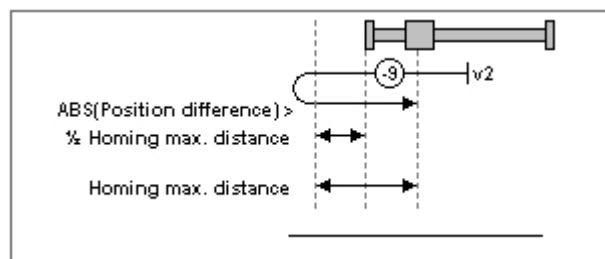 -9
v2
ABS(Position difference) >
½ Homing max. distance
Homing max. distance